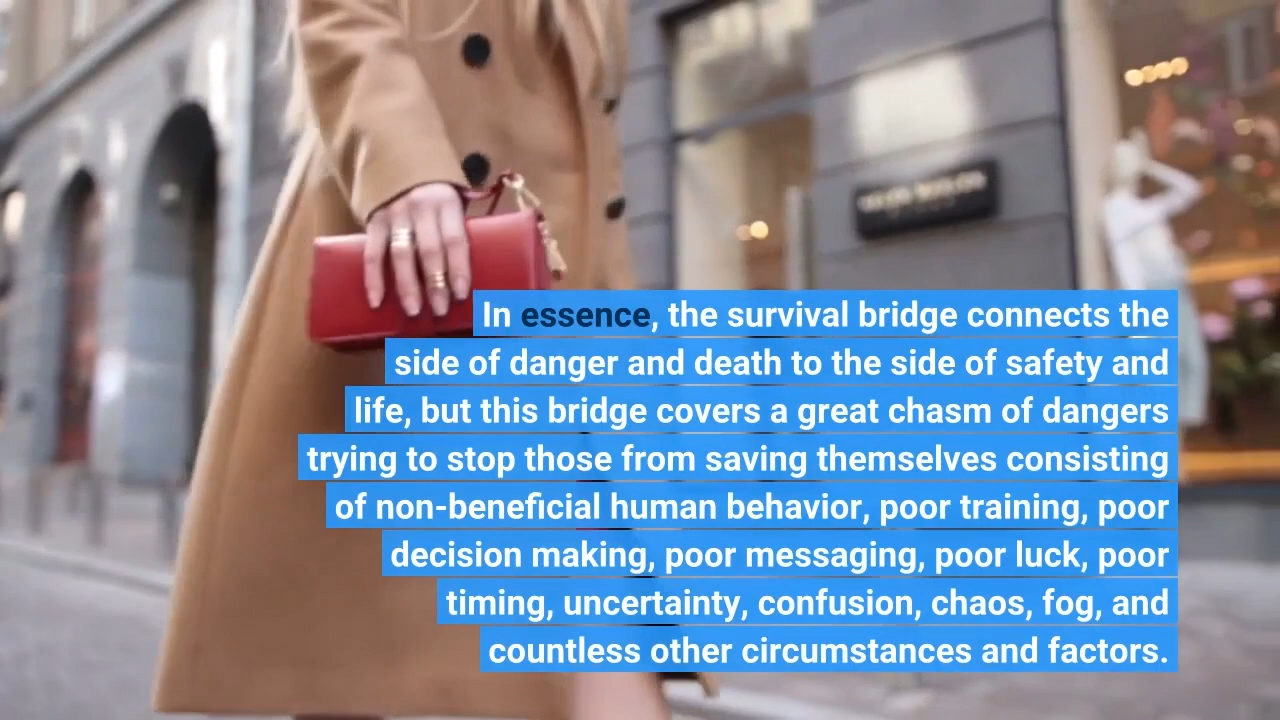 In essence, the survival bridge connects the
side of danger and death to the side of safety and
life, but this bridge covers a great chasm of dangers
trying to stop those from saving themselves consisting
of non-beneficial human behavior, poor training, poor
decision making, poor messaging, poor luck, poor
timing, uncertainty, confusion, chaos, fog, and
countless other circumstances and factors.